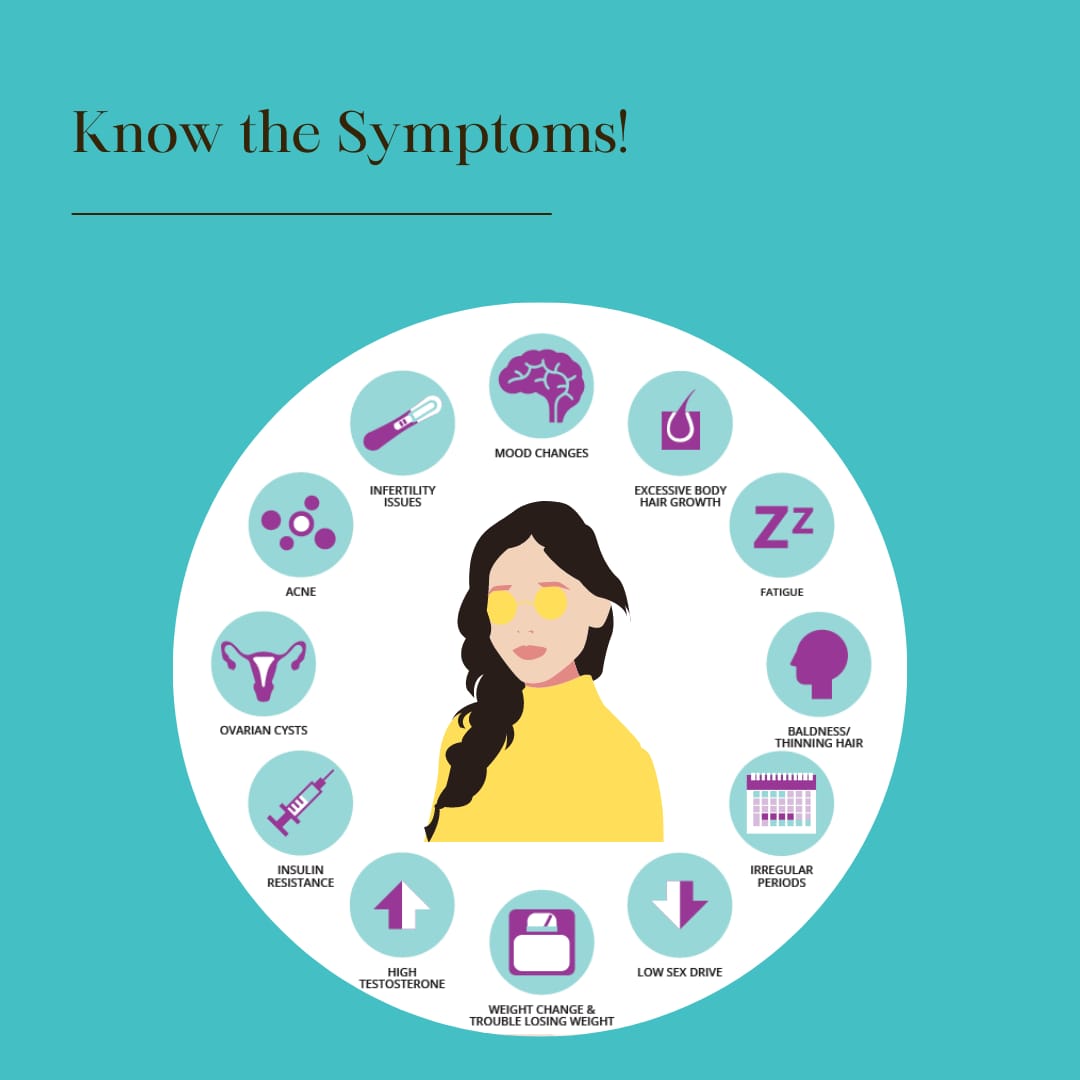 Know the Symptoms!
MOOD CHANGES
EXCESSIVE BODY
HAIR GROWTH
Zz
FATIGUE
BALDNESS/
THINNING HAIR
IRREGULAR
PERIODS
LOW SEX DRIVE
WEIGHT CHANGE &
TROUBLE LOSING WEIGHT
HIGH
TESTOSTERONE
INSULIN
RESISTANCE
OVARIAN CYSTS
ACNE
INFERTILITY
ISSUES